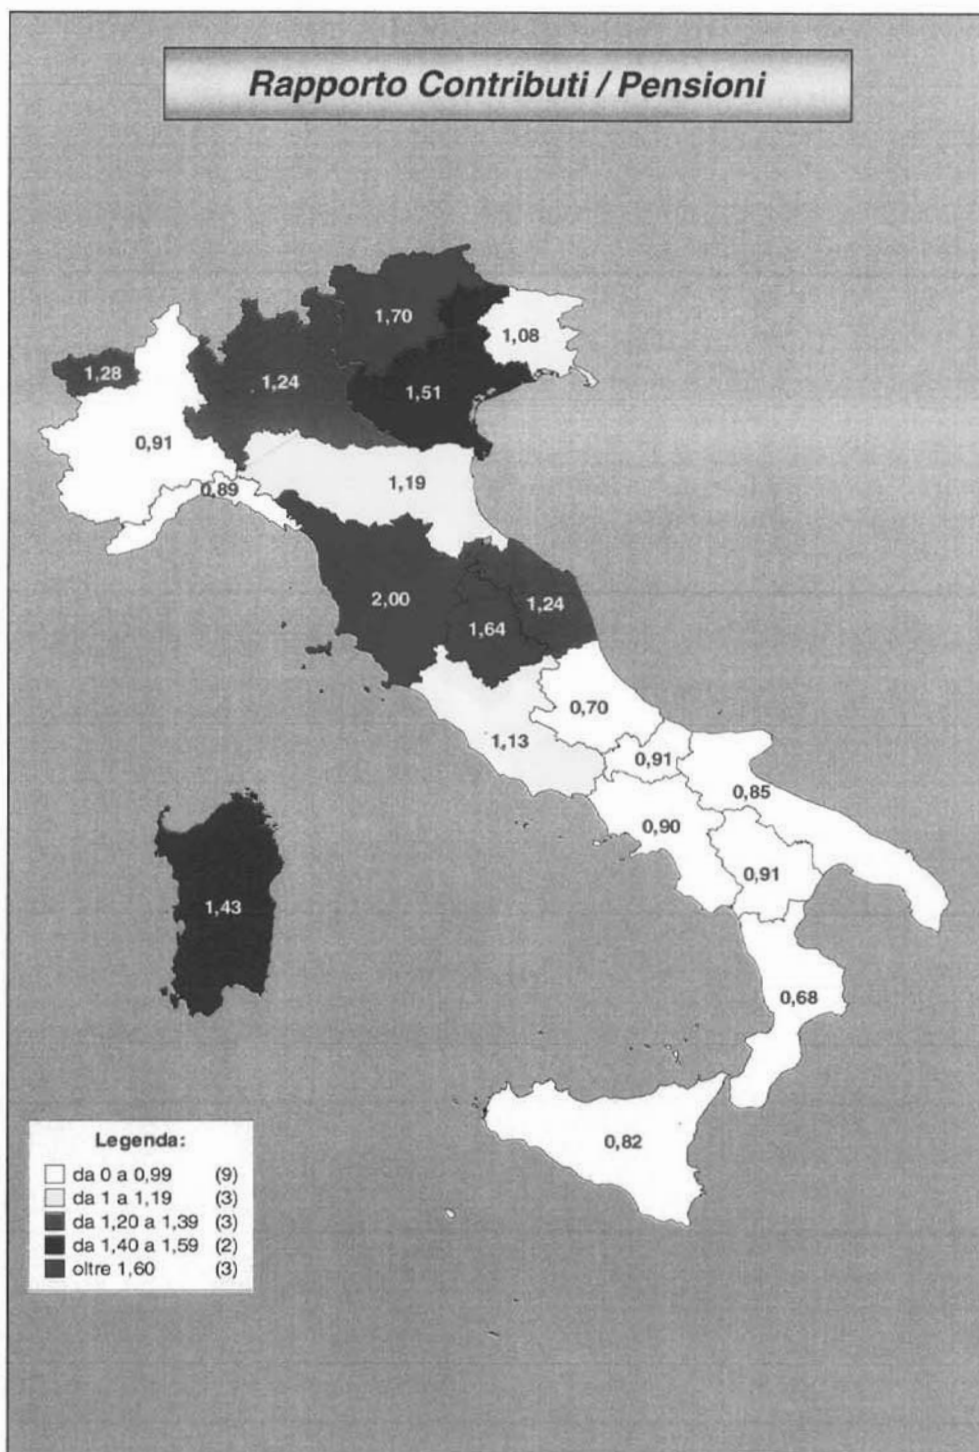 Rapporto Contributi / Pensioni
1,70
1,08
1,28
1,24
1,51
0,91
1,19
0,89
2,00
1,24
1,64
0,70
1,13
0,91
0,85
0,90
0,91
1,43
0,68
0,82
Legenda:
da 0 a 0,99 (9)
da 1 a 1,19 (3)
da 1,20 a 1,39 (3)
da 1,40 a 1,59 (2)
oltre 1,60 (3)